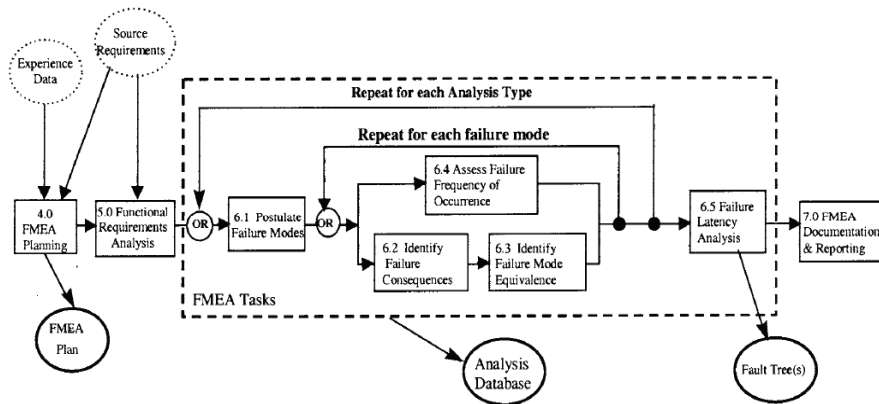 Source
Requirements
Experience
Data
Repeat for each Analysis Type
Repeat for each failure mode
6.4 Assess Failure
Frequency of
Occurrence
4.0
FMEA
Planning
5.0 Functional
Requirements
Analysis
OR
6.1 Postulate
Failure Modes
OR
6.2 Identify
Failure
Consequences
6.3 Identify
Failure Mode
Equivalence
6.5 Failure
Latency
Analysis
7.0 FMEA
Documentation
& Reporting
FMEA Tasks
FMEA
Plan
Analysis
Database
Fault Tree(s)